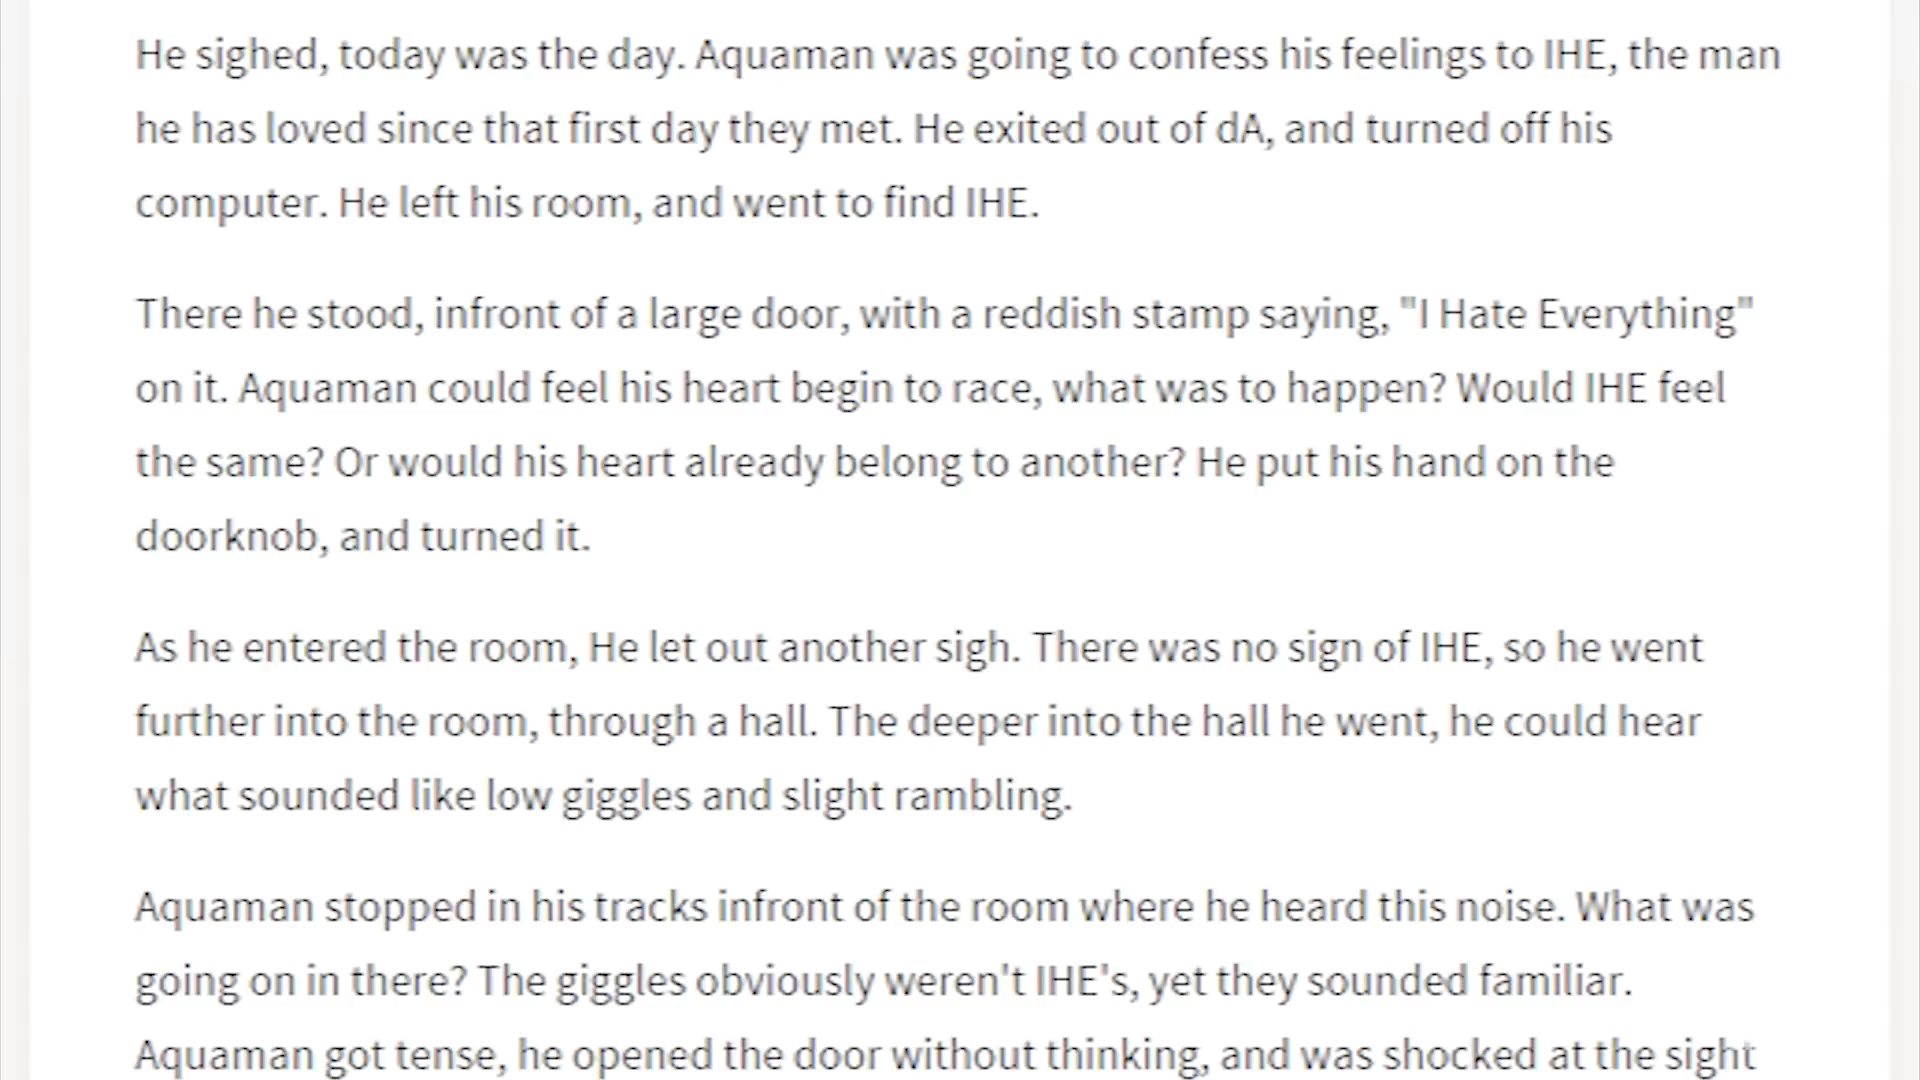 He sighed, today was the day. Aquaman was going to confess his feelings to IHE, the man
he has loved since that first day they met. He exited out of dA, and turned off his
computer. He left his room, and went to find IHE.
There he stood, infront of a large door, with a reddish stamp saying, "I Hate Everything"
on it. Aquaman could feel his heart begin to race, what was to happen? Would IHE feel
the same? Or would his heart already belong to another? He put his hand on the
doorknob, and turned it.
As he entered the room, He let out another sigh. There was no sign of IHE, so he went
further into the room, through a hall. The deeper into the hall he went, he could hear
what sounded like low giggles and slight rambling.
Aquaman stopped in his tracks infront of the room where he heard this noise. What was
going on in there? The giggles obviously weren't IHE's, yet they sounded familiar.
Aquaman got tense, he opened the door without thinking, and was shocked at the sight